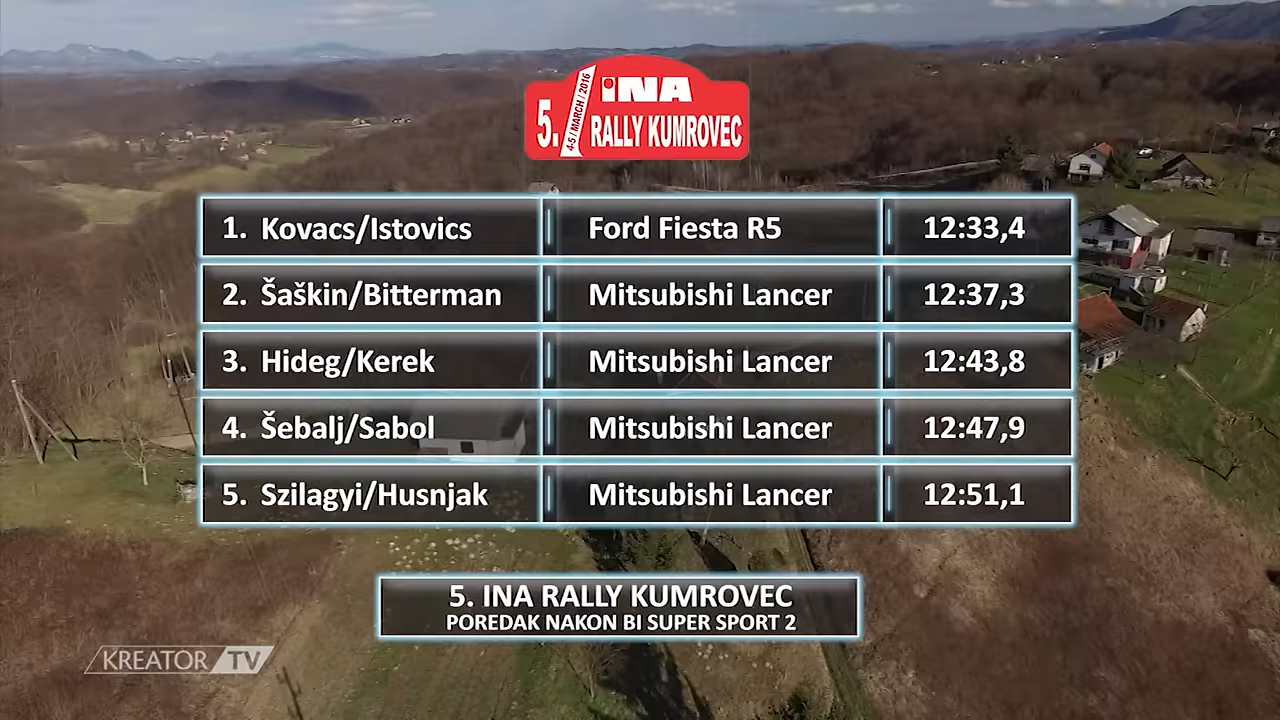 5. 4-5 / MARCH / 2016 INA
RALLY KUMROVEC
1. Kovacs/Istovics Ford Fiesta R5 12:33,4
2. Šaškin/Bitterman Mitsubishi Lancer 12:37,3
3. Hideg/Kerek Mitsubishi Lancer 12:43,8
4. Šebalj/Sabol Mitsubishi Lancer 12:47,9
5. Szilagyi/Husnjak Mitsubishi Lancer 12:51,1
5. INA RALLY KUMROVEC
POREDAK NAKON BI SUPER SPORT 2
KREATOR TV